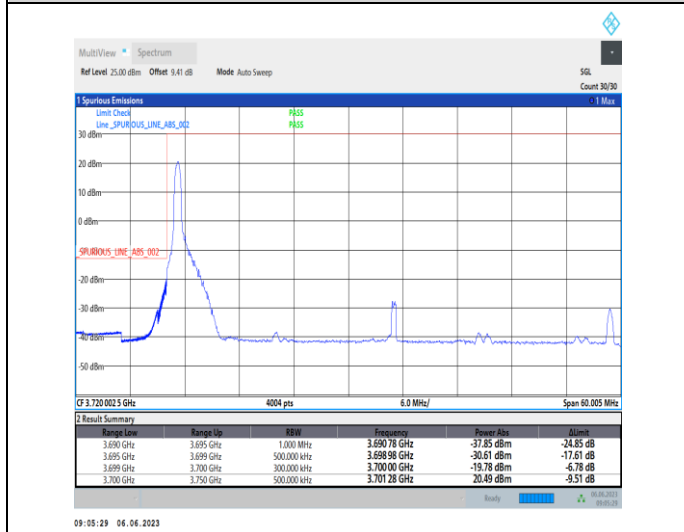 MultiView Spectrum
Ref Level 25.00 dBm Offset 9.41 dB Mode Auto Sweep SGL
Count 30/30
1 Spurious Emissions 1 Max
Limit Check PASS
Line _SPURIOUS_LINE_ABS_002 PASS
30 dBm
20 dBm
10 dBm
0 dBm
_SPURIOUS_LINE_ABS_002
-20 dBm
-30 dBm
-40 dBm
-50 dBm
CF 3.720 002 5 GHz 4004 pts 6.0 MHz/ Span 60.005 MHz
2 Result Summary
Range Low Range Up RBW Frequency Power Abs ΔLimit
3.690 GHz 3.695 GHz 1.000 MHz 3.690 78 GHz -37.85 dBm -24.85 dB
3.695 GHz 3.699 GHz 500.000 kHz 3.698 98 GHz -30.61 dBm -17.61 dB
3.699 GHz 3.700 GHz 300.000 kHz 3.700 00 GHz -19.78 dBm -6.78 dB
3.700 GHz 3.750 GHz 500.000 kHz 3.701 28 GHz 20.49 dBm -9.51 dB
Ready 06.06.2023
09:05:29
09:05:29 06.06.2023